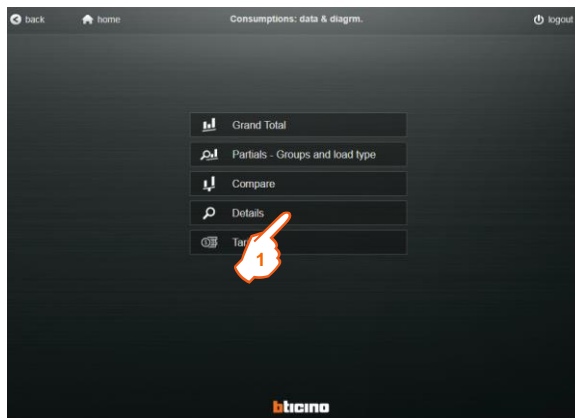 back home Consumptions: data & diagrm. logout
Grand Total
Partials - Groups and load type
Compare
Details
1
bticino